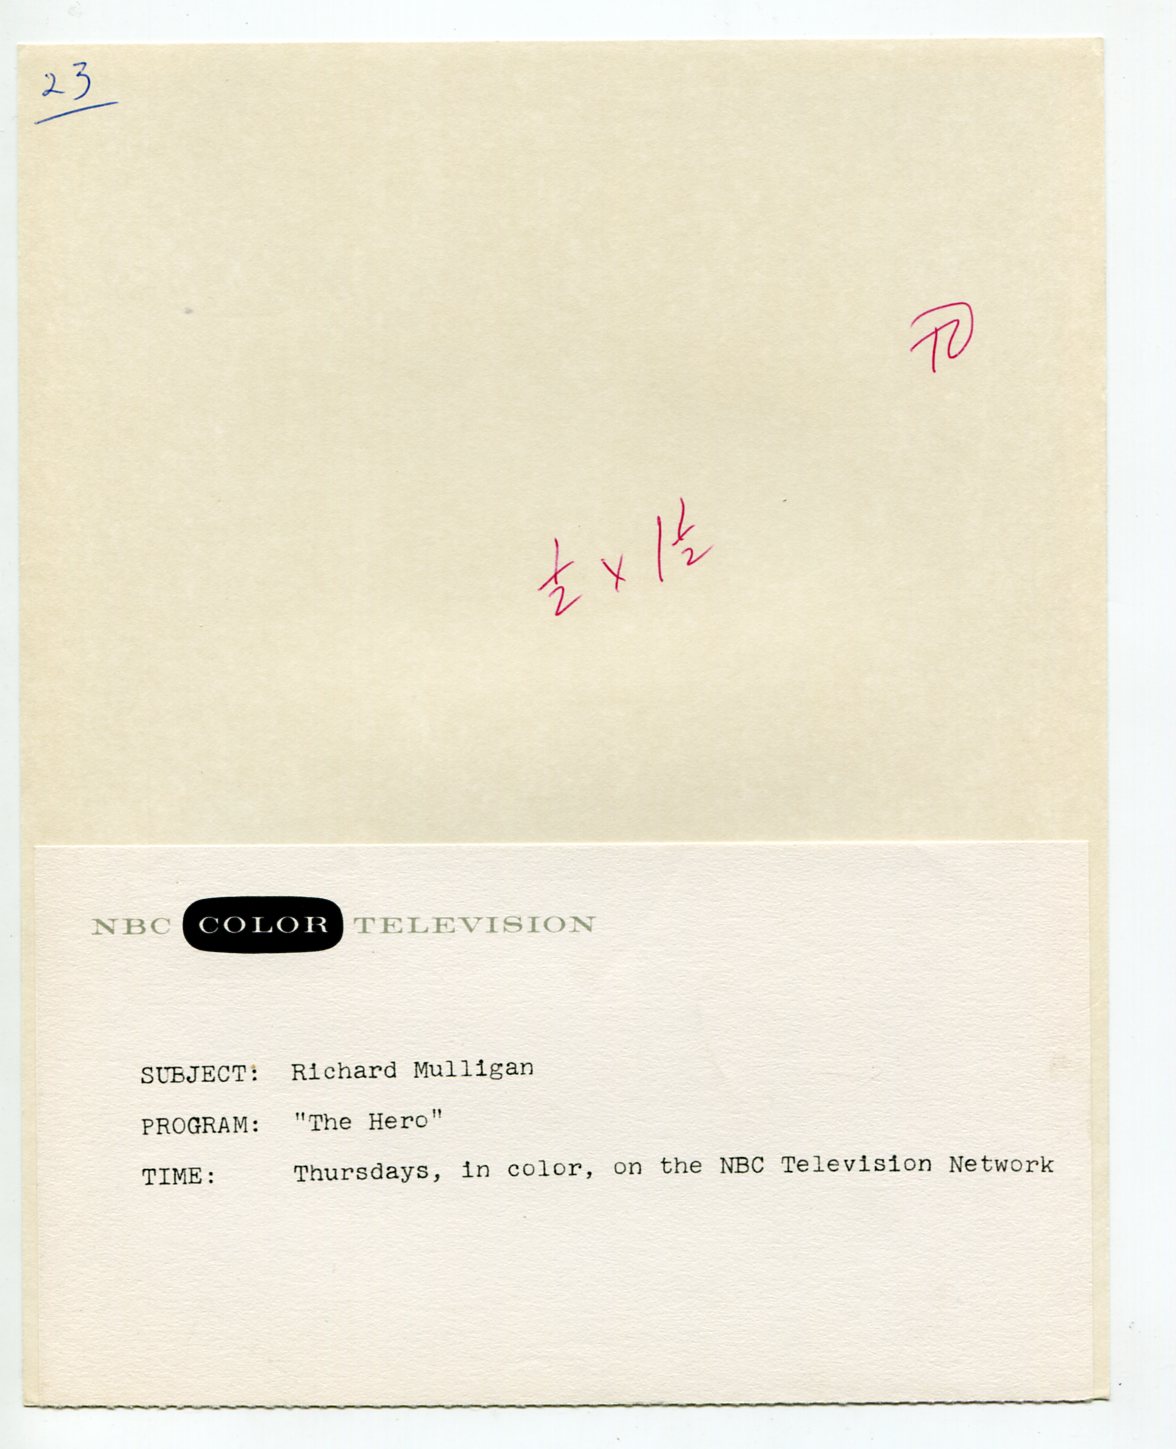 23
½ x 1½
NBC COLOR TELEVISION
SUBJECT: Richard Mulligan
PROGRAM: "The Hero"
TIME: Thursdays, in color, on the NBC Television Network